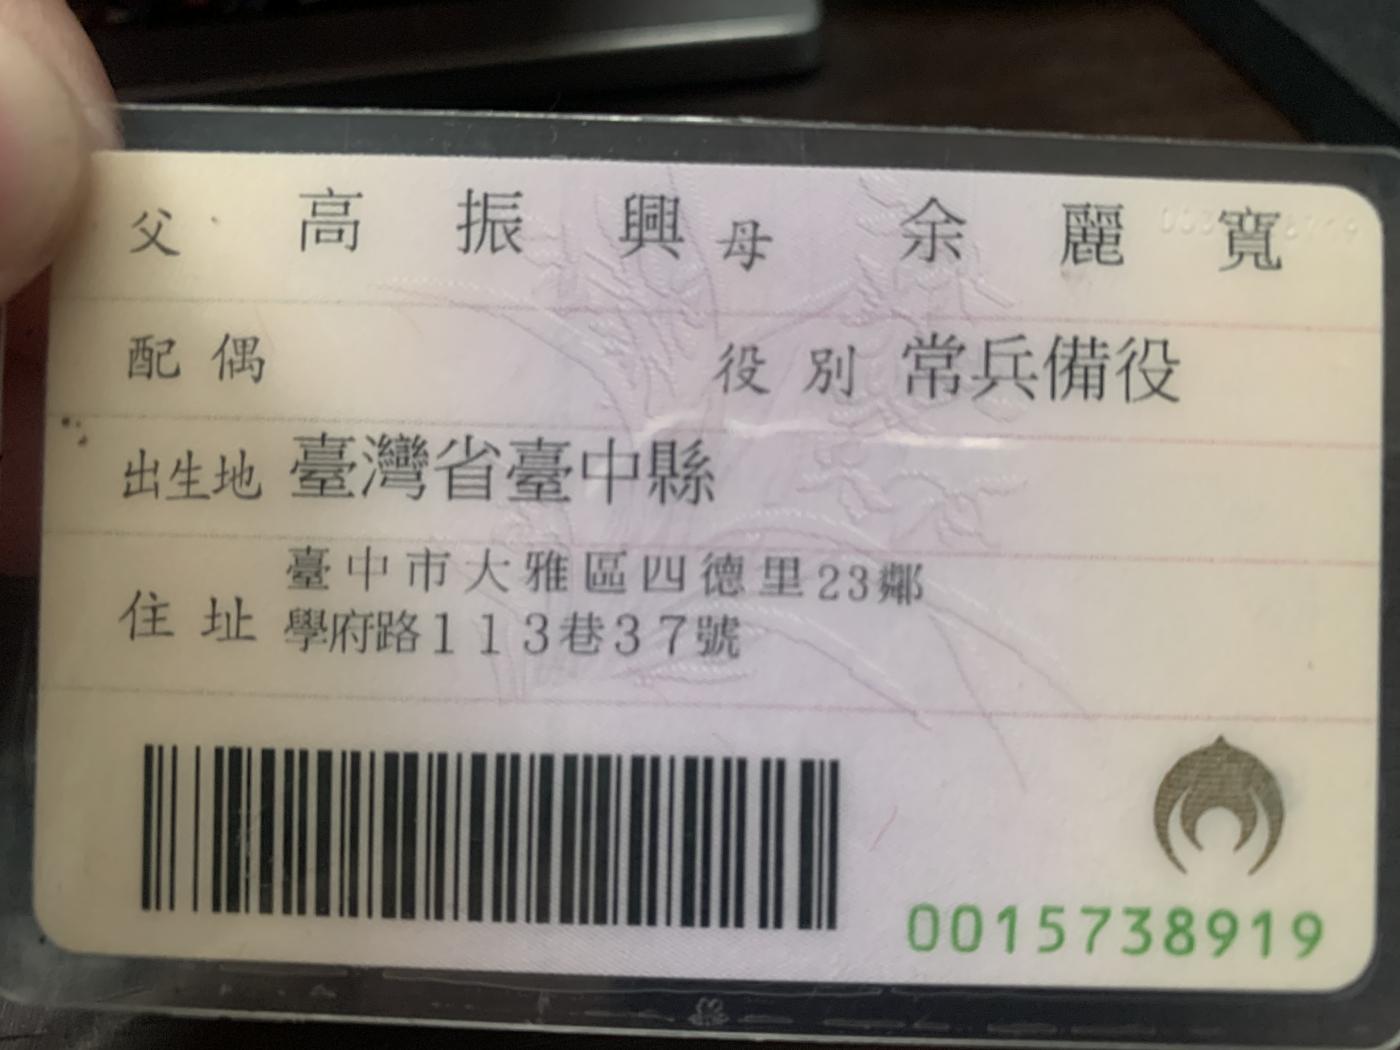 父 高振興 母 余麗寬
配偶 役別 常兵備役
出生地 臺灣省臺中縣
住址 臺中市大雅區四德里23鄰
學府路113巷37號
0015738919